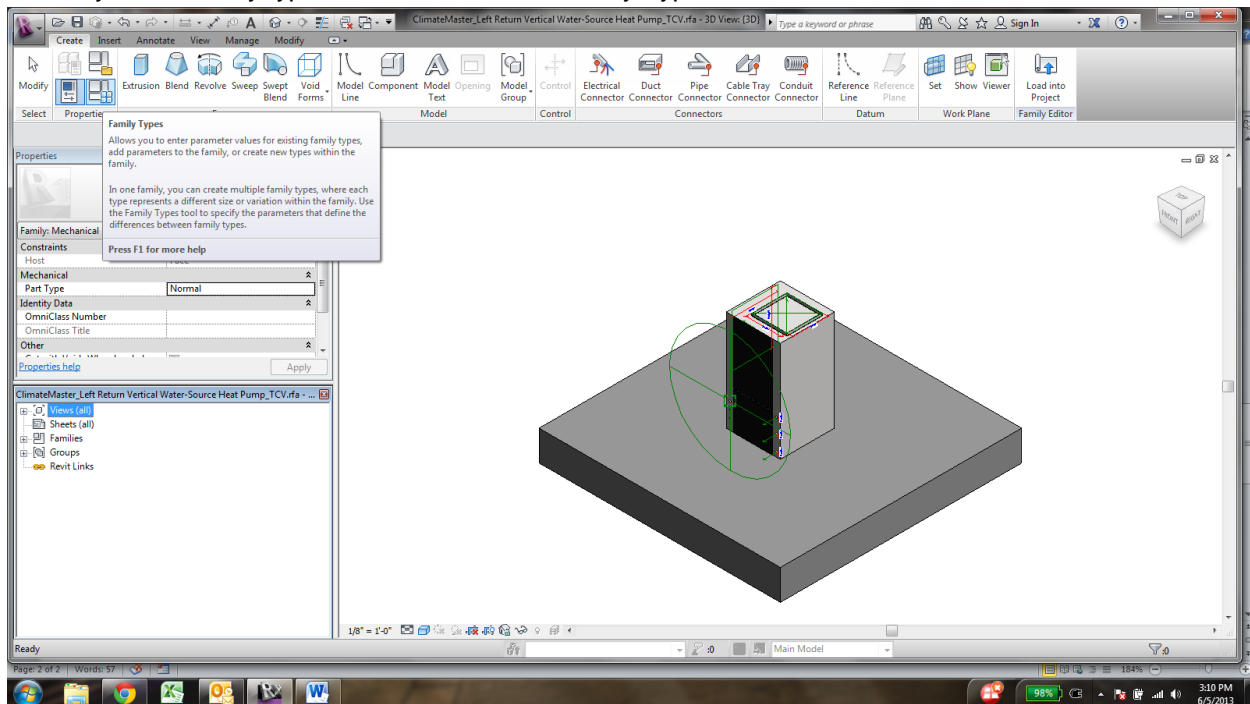 ClimateMaster_Left Return Vertical Water-Source Heat Pump_TCV.rfa - 3D View: {3D}
Type a keyword or phrase
Sign In
Create Insert Annotate View Manage Modify
Modify
Extrusion Blend Revolve Sweep Swept Blend Void Forms
Model Line Component Model Text Opening Model Group
Control
Electrical Connector Duct Connector Pipe Connector Cable Tray Connector Conduit Connector
Reference Line Reference Plane
Set Show Viewer
Load into Project
Select
Model Control Connectors Datum Work Plane Family Editor
Family Types
Allows you to enter parameter values for existing family types,
add parameters to the family, or create new types within the
family.
In one family, you can create multiple family types, where each
type represents a different size or variation within the family. Use
the Family Types tool to specify the parameters that define the
differences between family types.
Press F1 for more help
Properties
Family: Mechanical
Constraints
Host
Mechanical
Part Type Normal
Identity Data
OmniClass Number
OmniClass Title
Other
Properties help Apply
ClimateMaster_Left Return Vertical Water-Source Heat Pump_TCV.rfa - ...
Views (all)
Sheets (all)
Families
Groups
Revit Links
TOP
FRONT
RIGHT
1/8" = 1'-0"
Ready
:0
Main Model
:0
Page: 2 of 2 Words: 57
184%
98%
3:10 PM
6/5/2013